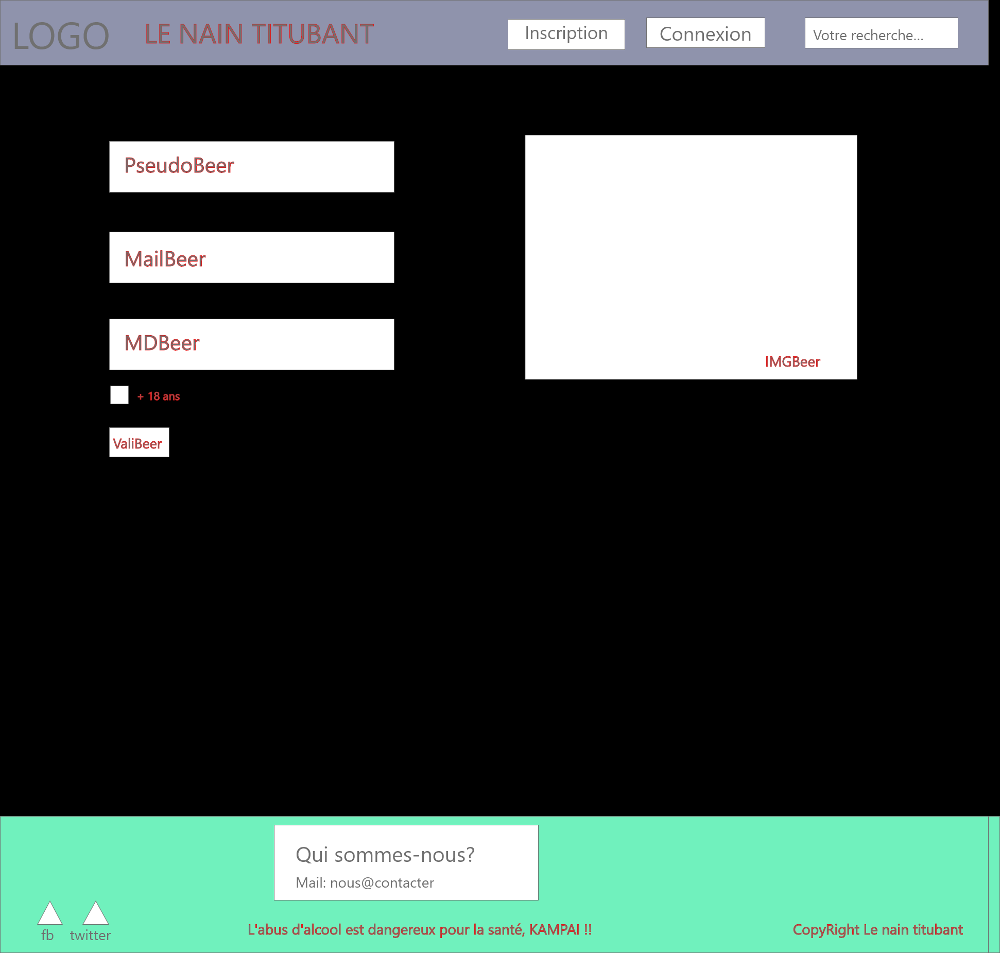 LOGO
LE NAIN TITUBANT
Inscription
Connexion
Votre recherche...
PseudoBeer
MailBeer
MDBeer
IMGBeer
+ 18 ans
ValiBeer
Qui sommes-nous?
Mail: nous@contacter
fb
twitter
L'abus d'alcool est dangereux pour la santé, KAMPAI !!
CopyRight Le nain titubant